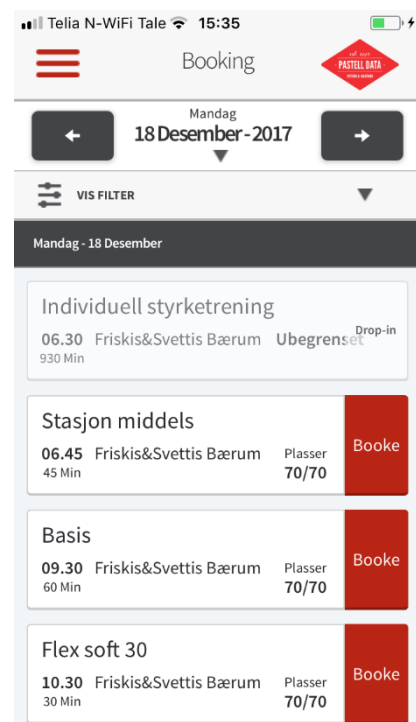 Telia N-WiFi Tale 15:35
Booking
PASTELL DATA
Mandag
18 Desember - 2017
VIS FILTER
Mandag - 18 Desember
Individuell styrketrening
06.30 Friskis&Svettis Bærum Ubegrenset Drop-in
930 Min
Stasjon middels
06.45 Friskis&Svettis Bærum Plasser Booke
45 Min 70/70
Basis
09.30 Friskis&Svettis Bærum Plasser Booke
60 Min 70/70
Flex soft 30
10.30 Friskis&Svettis Bærum Plasser Booke
30 Min 70/70